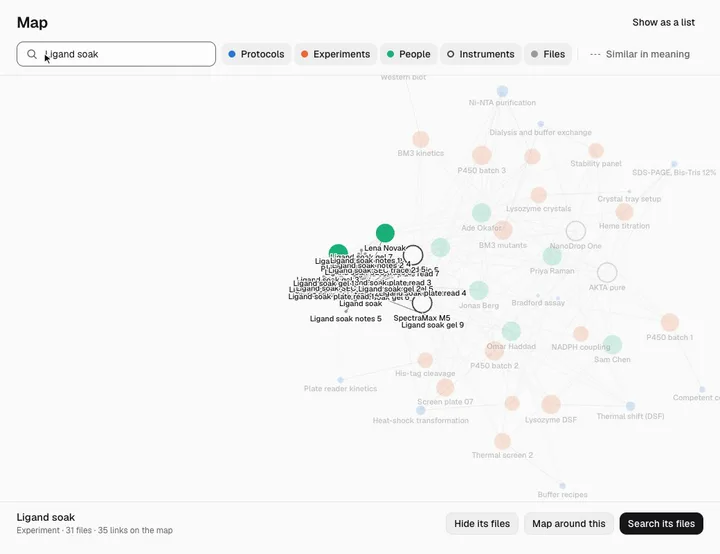 Map
Show as a list
Ligand soak
Protocols
Experiments
People
Instruments
Files
Similar in meaning
Western blot
Ni-NTA purification
Dialysis and buffer exchange
BM3 kinetics
P450 batch 3
Stability panel
SDS-PAGE, Bis-Tris 12%
Crystal tray setup
Lysozyme crystals
Heme titration
Ade Okafor
BM3 mutants
NanoDrop One
Lena Novak
Priya Raman
AKTA pure
Ligand soak plate read 3
Jonas Berg
Bradford assay
Ligand soak
Ligand soak notes 5
SpectraMax M5
Ligand soak gel 9
P450 batch 1
Omar Haddad
NADPH coupling
Sam Chen
P450 batch 2
His-tag cleavage
Plate reader kinetics
Screen plate 07
Competent c
Heat-shock transformation
Lysozyme DSF
Thermal shift (DSF)
Thermal screen 2
Buffer recipes
Ligand soak
Experiment · 31 files · 35 links on the map
Hide its files
Map around this
Search its files